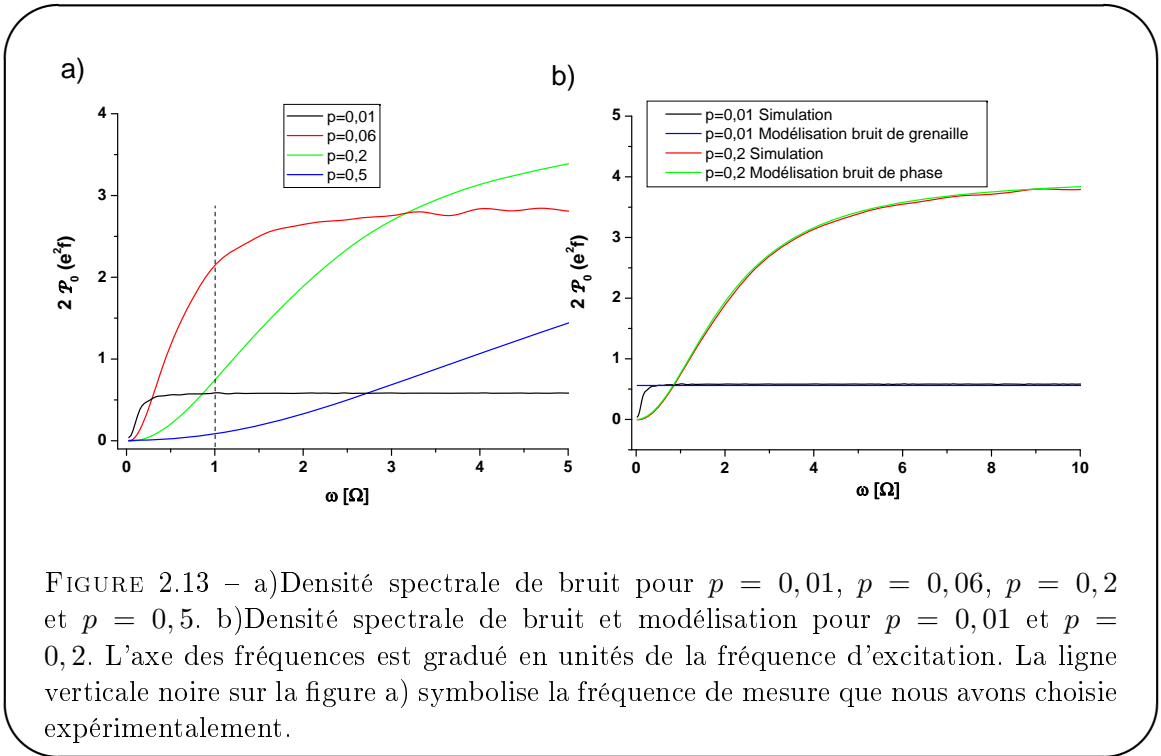 a)
b)
p=0,01
p=0,06
p=0,2
p=0,5
4
3
2
1
0
2 𝒫₀ (e²f)
0 1 2 3 4 5
ω [Ω]
p=0,01 Simulation
p=0,01 Modélisation bruit de grenaille
p=0,2 Simulation
p=0,2 Modélisation bruit de phase
5
4
3
2
1
0
2 𝒫₀ (e²f)
0 2 4 6 8 10
ω [Ω]
FIGURE 2.13 – a)Densité spectrale de bruit pour p = 0,01, p = 0,06, p = 0,2
et p = 0,5. b)Densité spectrale de bruit et modélisation pour p = 0,01 et p =
0,2. L'axe des fréquences est gradué en unités de la fréquence d'excitation. La ligne
verticale noire sur la figure a) symbolise la fréquence de mesure que nous avons choisie
expérimentalement.